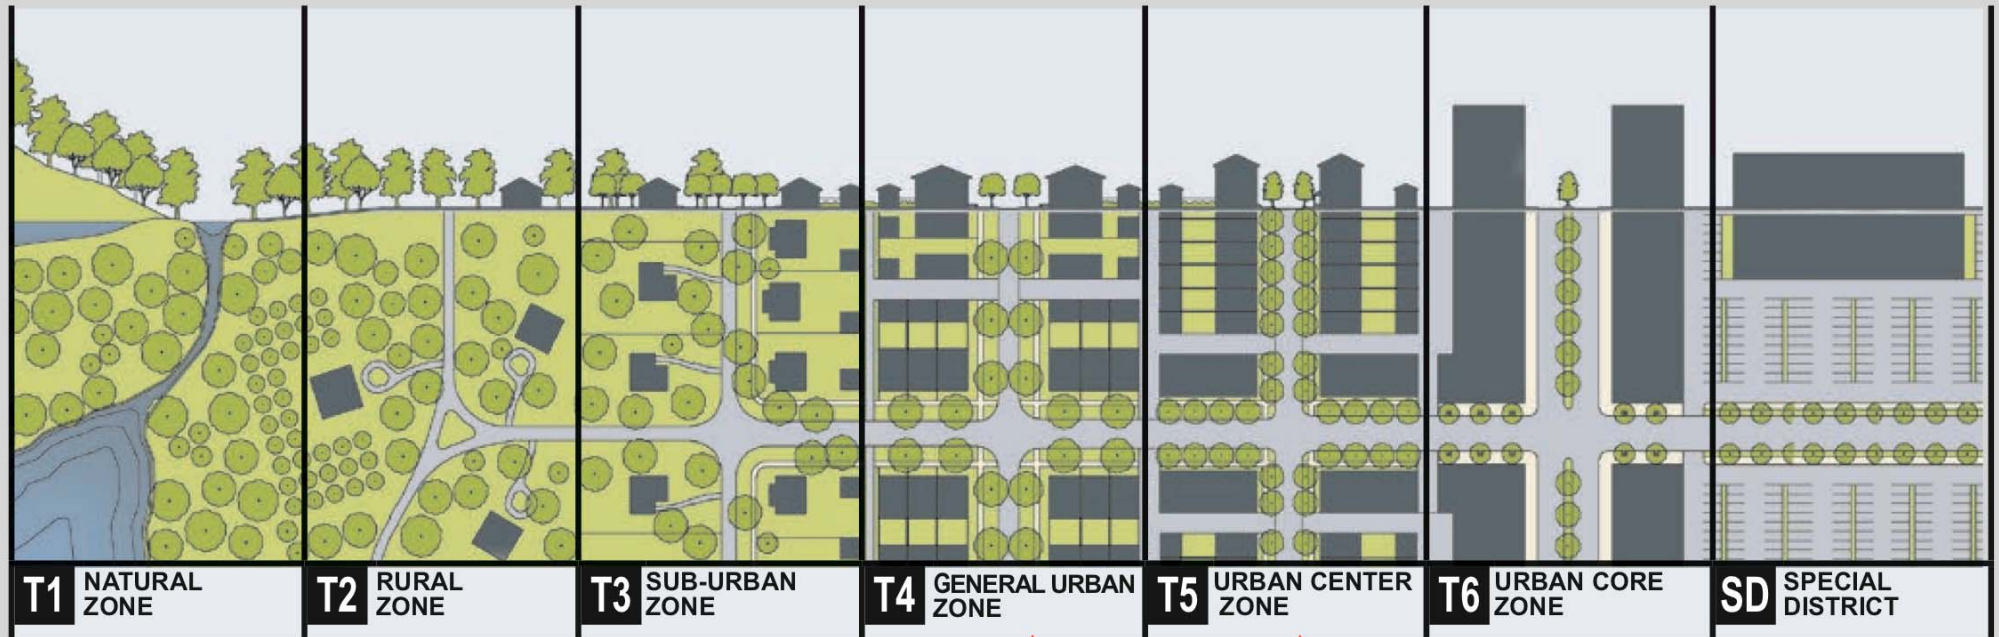 T1 NATURAL
ZONE
T2 RURAL
ZONE
T3 SUB-URBAN
ZONE
T4 GENERAL URBAN
ZONE
T5 URBAN CENTER
ZONE
T6 URBAN CORE
ZONE
SD SPECIAL
DISTRICT